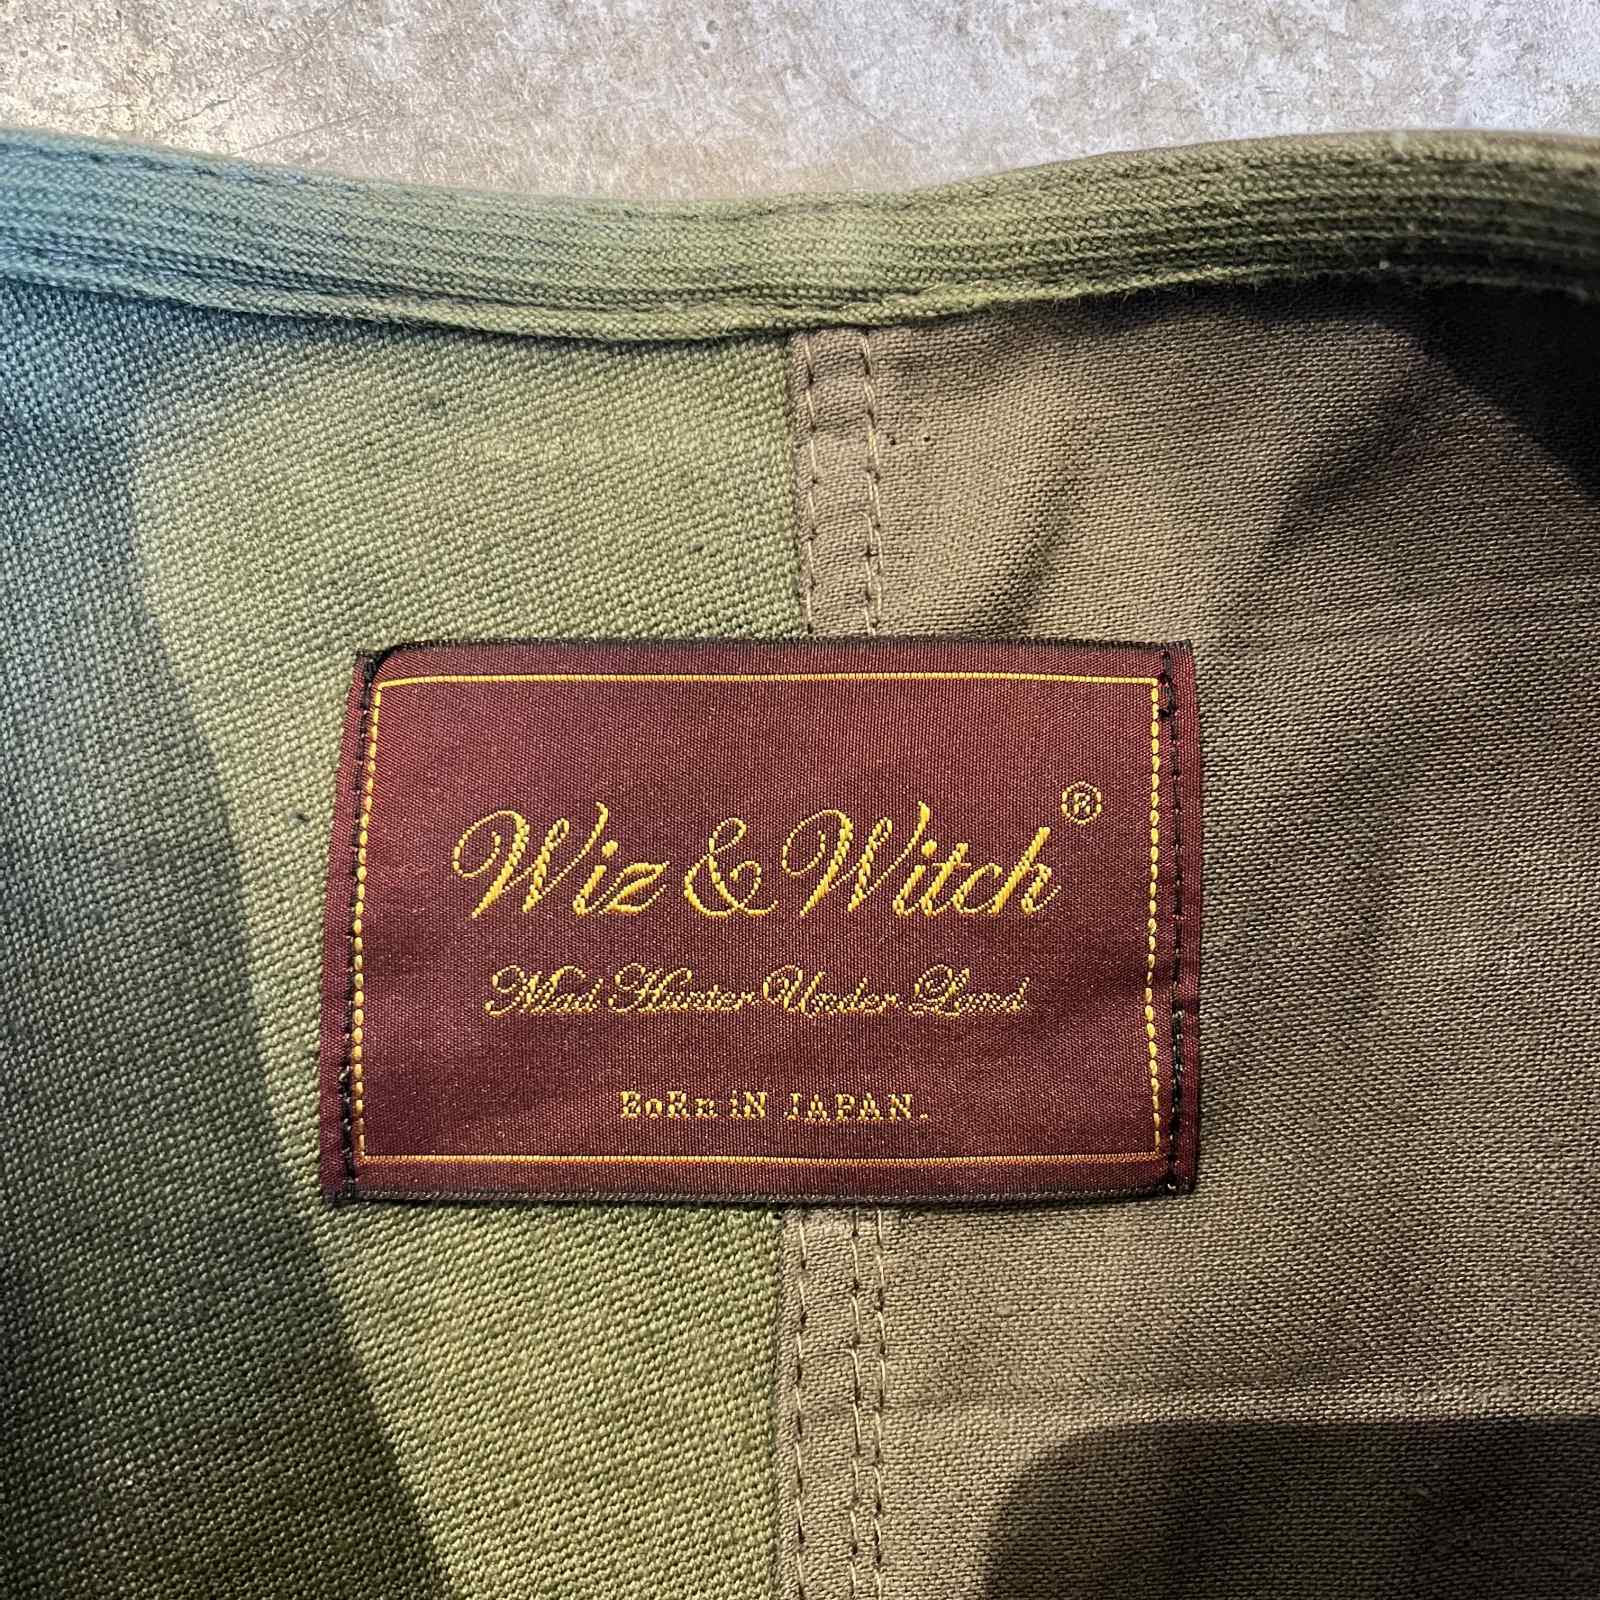 Wiz & Witch®
Mad Hunter Under Land
BoRn iN JAPAN.